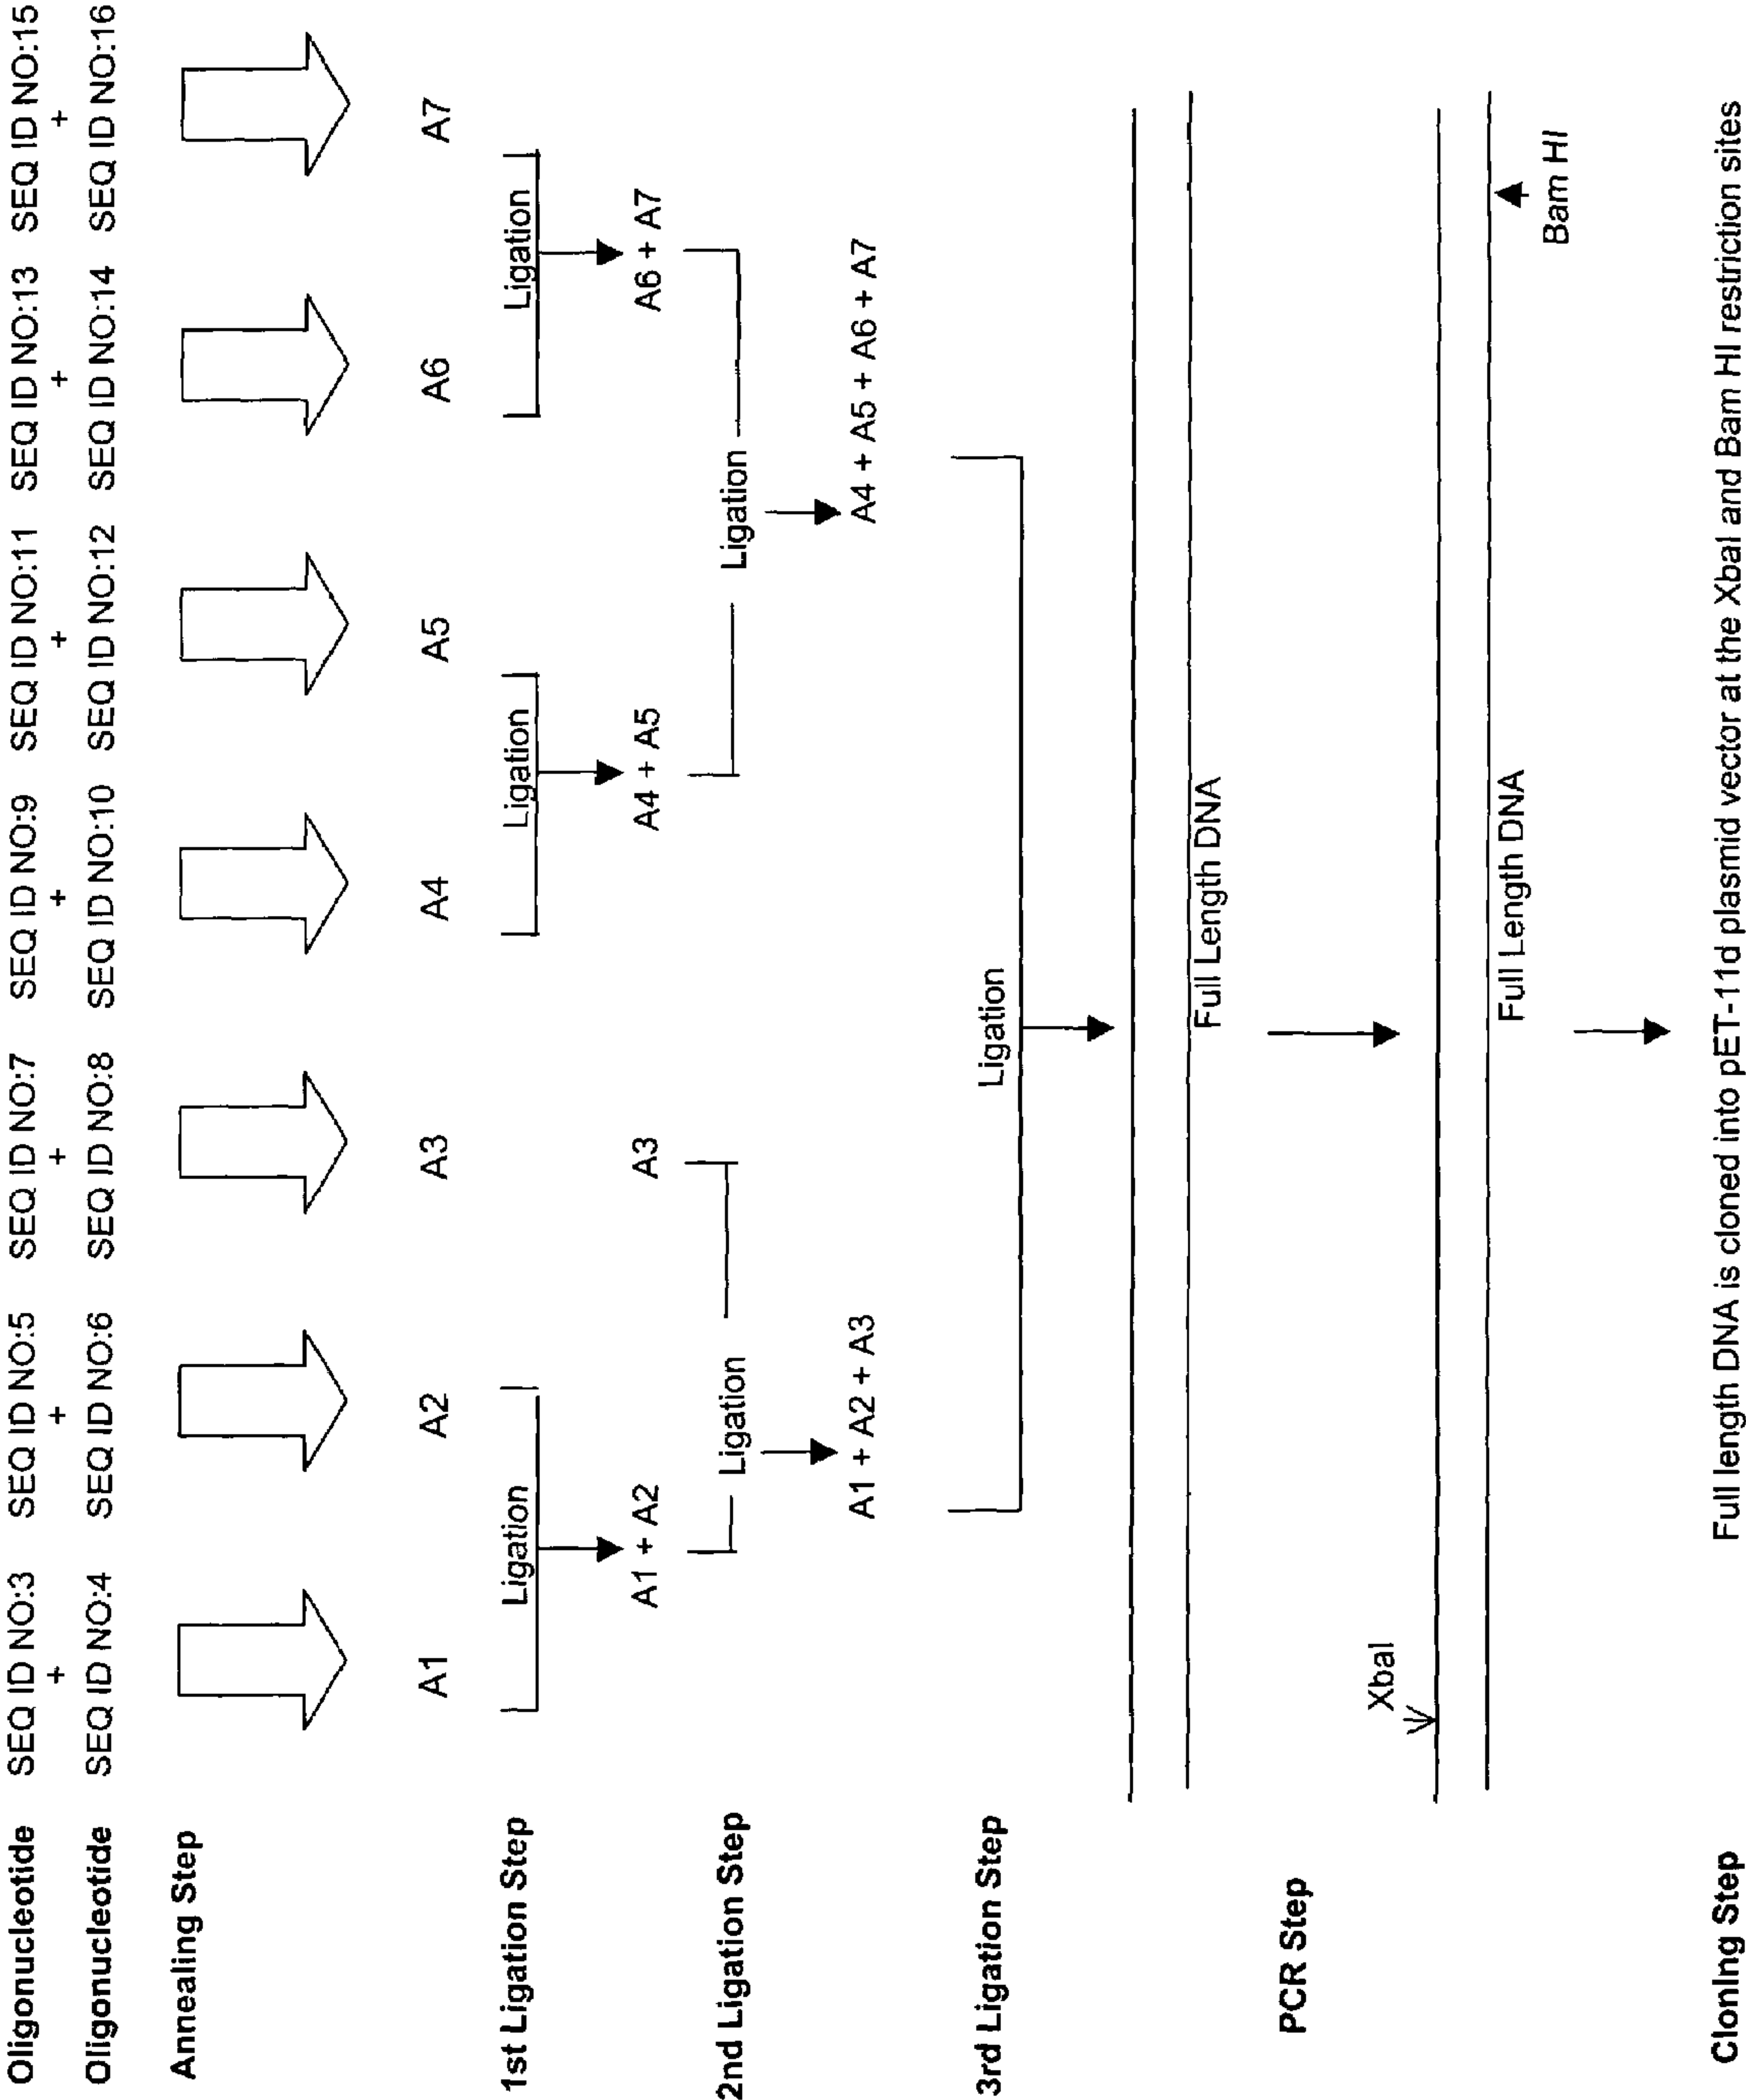 Oligonucleotide SEQ ID NO:3 SEQ ID NO:5 SEQ ID NO:7 SEQ ID NO:9 SEQ ID NO:11 SEQ ID NO:13 SEQ ID NO:15
+ + + + + + +
Oligonucleotide SEQ ID NO:4 SEQ ID NO:6 SEQ ID NO:8 SEQ ID NO:10 SEQ ID NO:12 SEQ ID NO:14 SEQ ID NO:16
Annealing Step
A1 A2 A3 A4 A5 A6 A7
1st Ligation Step Ligation Ligation Ligation
A1 + A2 A3 A4 + A5 A6 + A7
2nd Ligation Step Ligation Ligation
A1 + A2 + A3 A4 + A5 + A6 + A7
3rd Ligation Step Ligation
Full Length DNA
PCR Step
XbaI
Full Length DNA
Bam HI
Cloning Step Full length DNA is cloned into pET-11d plasmid vector at the XbaI and Bam HI restriction sites